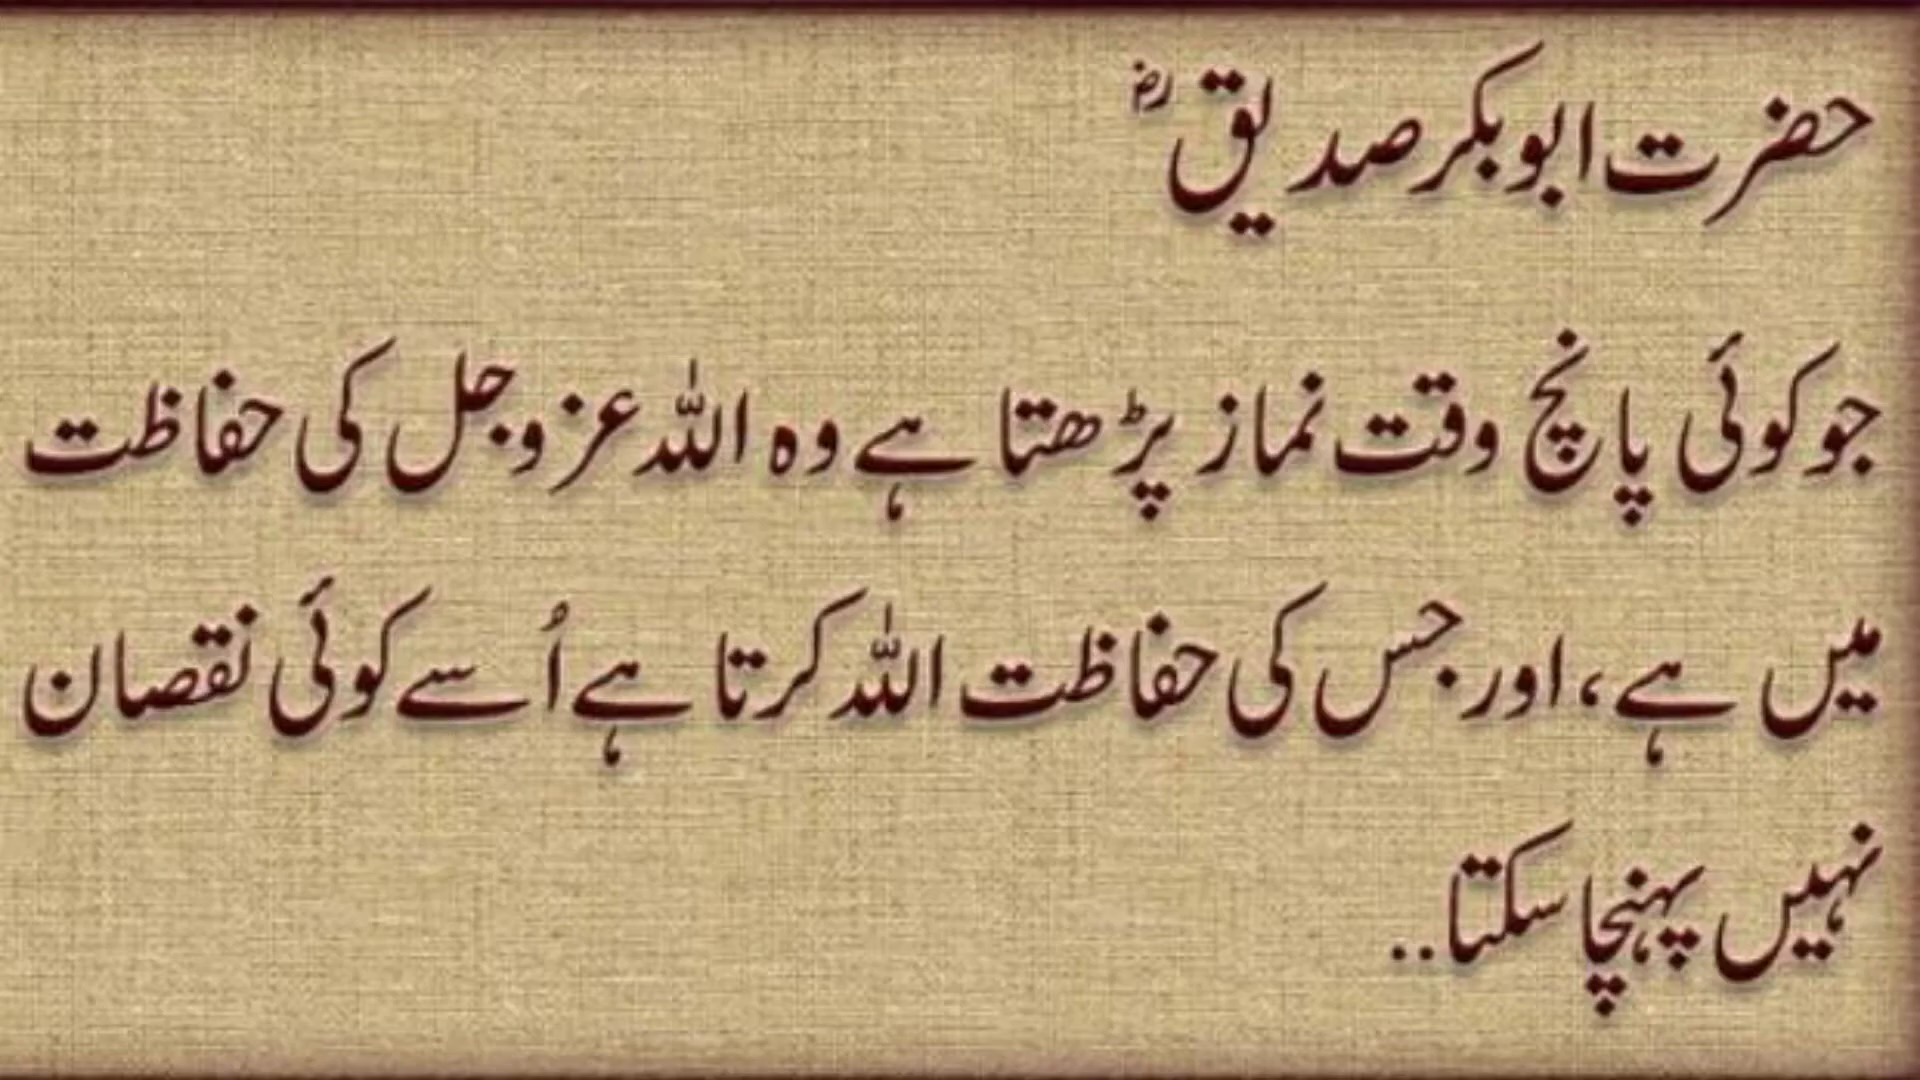 حضرت ابوبکر صدیقؓ
جو کوئی پانچ وقت نماز پڑھتا ہے وہ اللہ عزوجل کی حفاظت
میں ہے، اور جس کی حفاظت اللہ کرتا ہے اُسے کوئی نقصان
نہیں پہنچا سکتا..